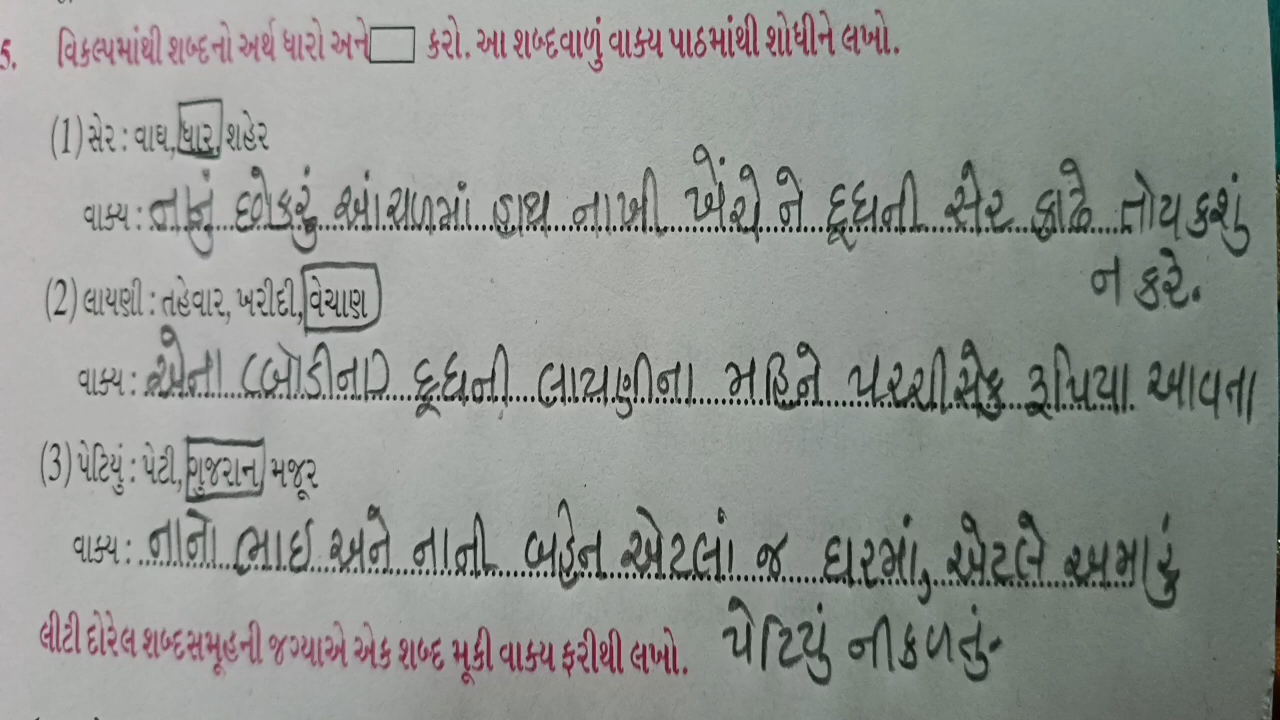 5. વિકલ્પમાંથી શબ્દનો અર્થ ધારો અને કરો. આ શબ્દવાળું વાક્ય પાઠમાંથી શોધીને લખો.
(1) સેર : વાઘ, ધાર, શહેર
વાક્ય : નાનું છોકરું આંચળમાં હાથ નાખી ખેંચે ને દૂધની સેર કાઢે તોય કશું
ન કરે.
(2) લાયણી : તહેવાર, ખરીદી, વેચાણ
વાક્ય : એના (બોડીના) દૂધની લાયણીના મહિને પચ્ચીસેક રૂપિયા આવતા
(3) પેટિયું : પેટી, ગુજરાન, મજૂર
વાક્ય : નાનો ભાઇ અને નાની બહેન એટલાં જ ઘરમાં, એટલે અમારું
પેટિયું નીકળતું.
લીટી દોરેલ શબ્દસમૂહની જગ્યાએ એક શબ્દ મૂકી વાક્ય ફરીથી લખો.